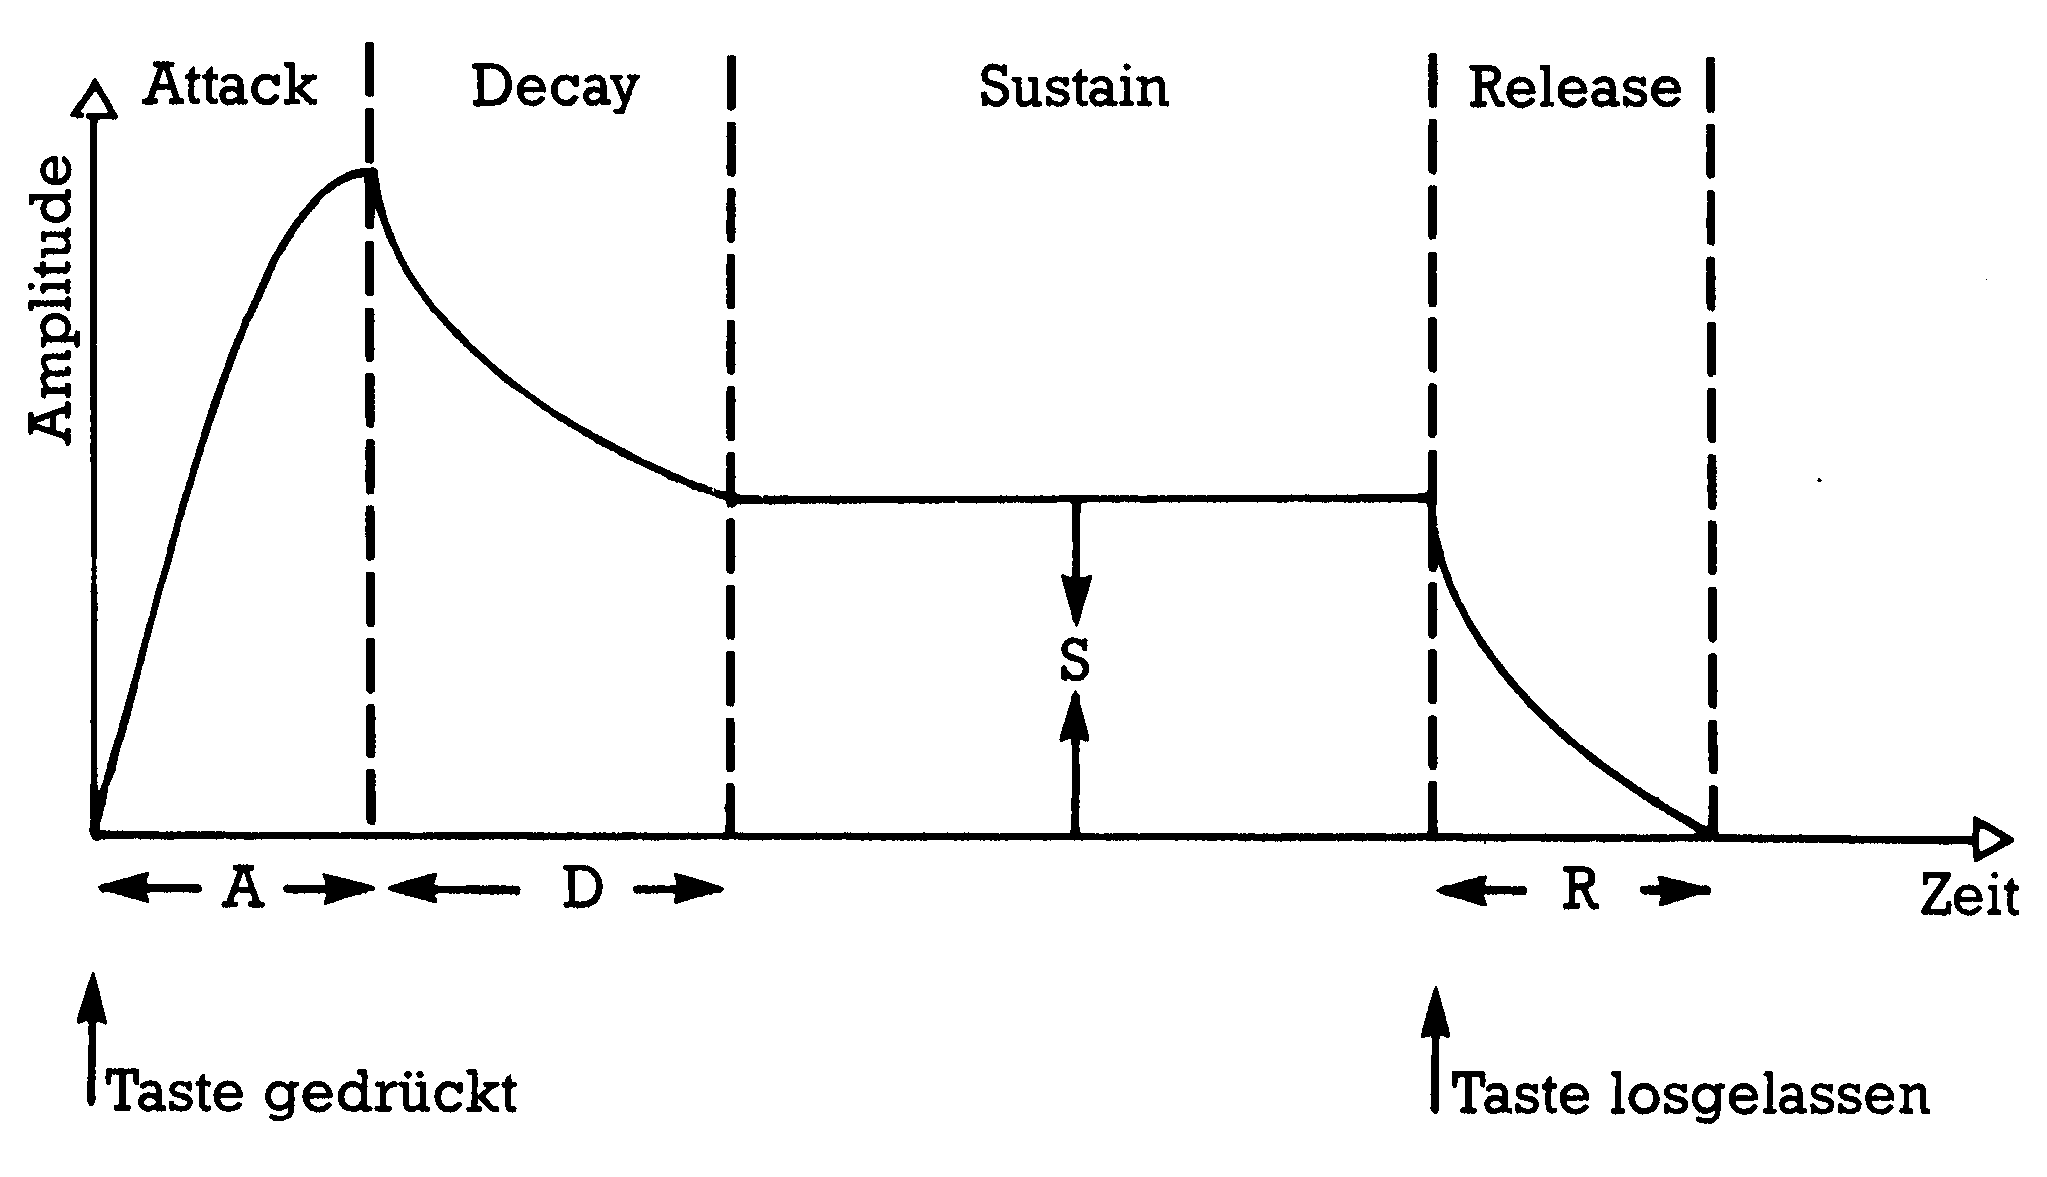 Attack
Decay
Sustain
Release
Amplitude
S
A
D
R
Zeit
Taste gedrückt
Taste losgelassen